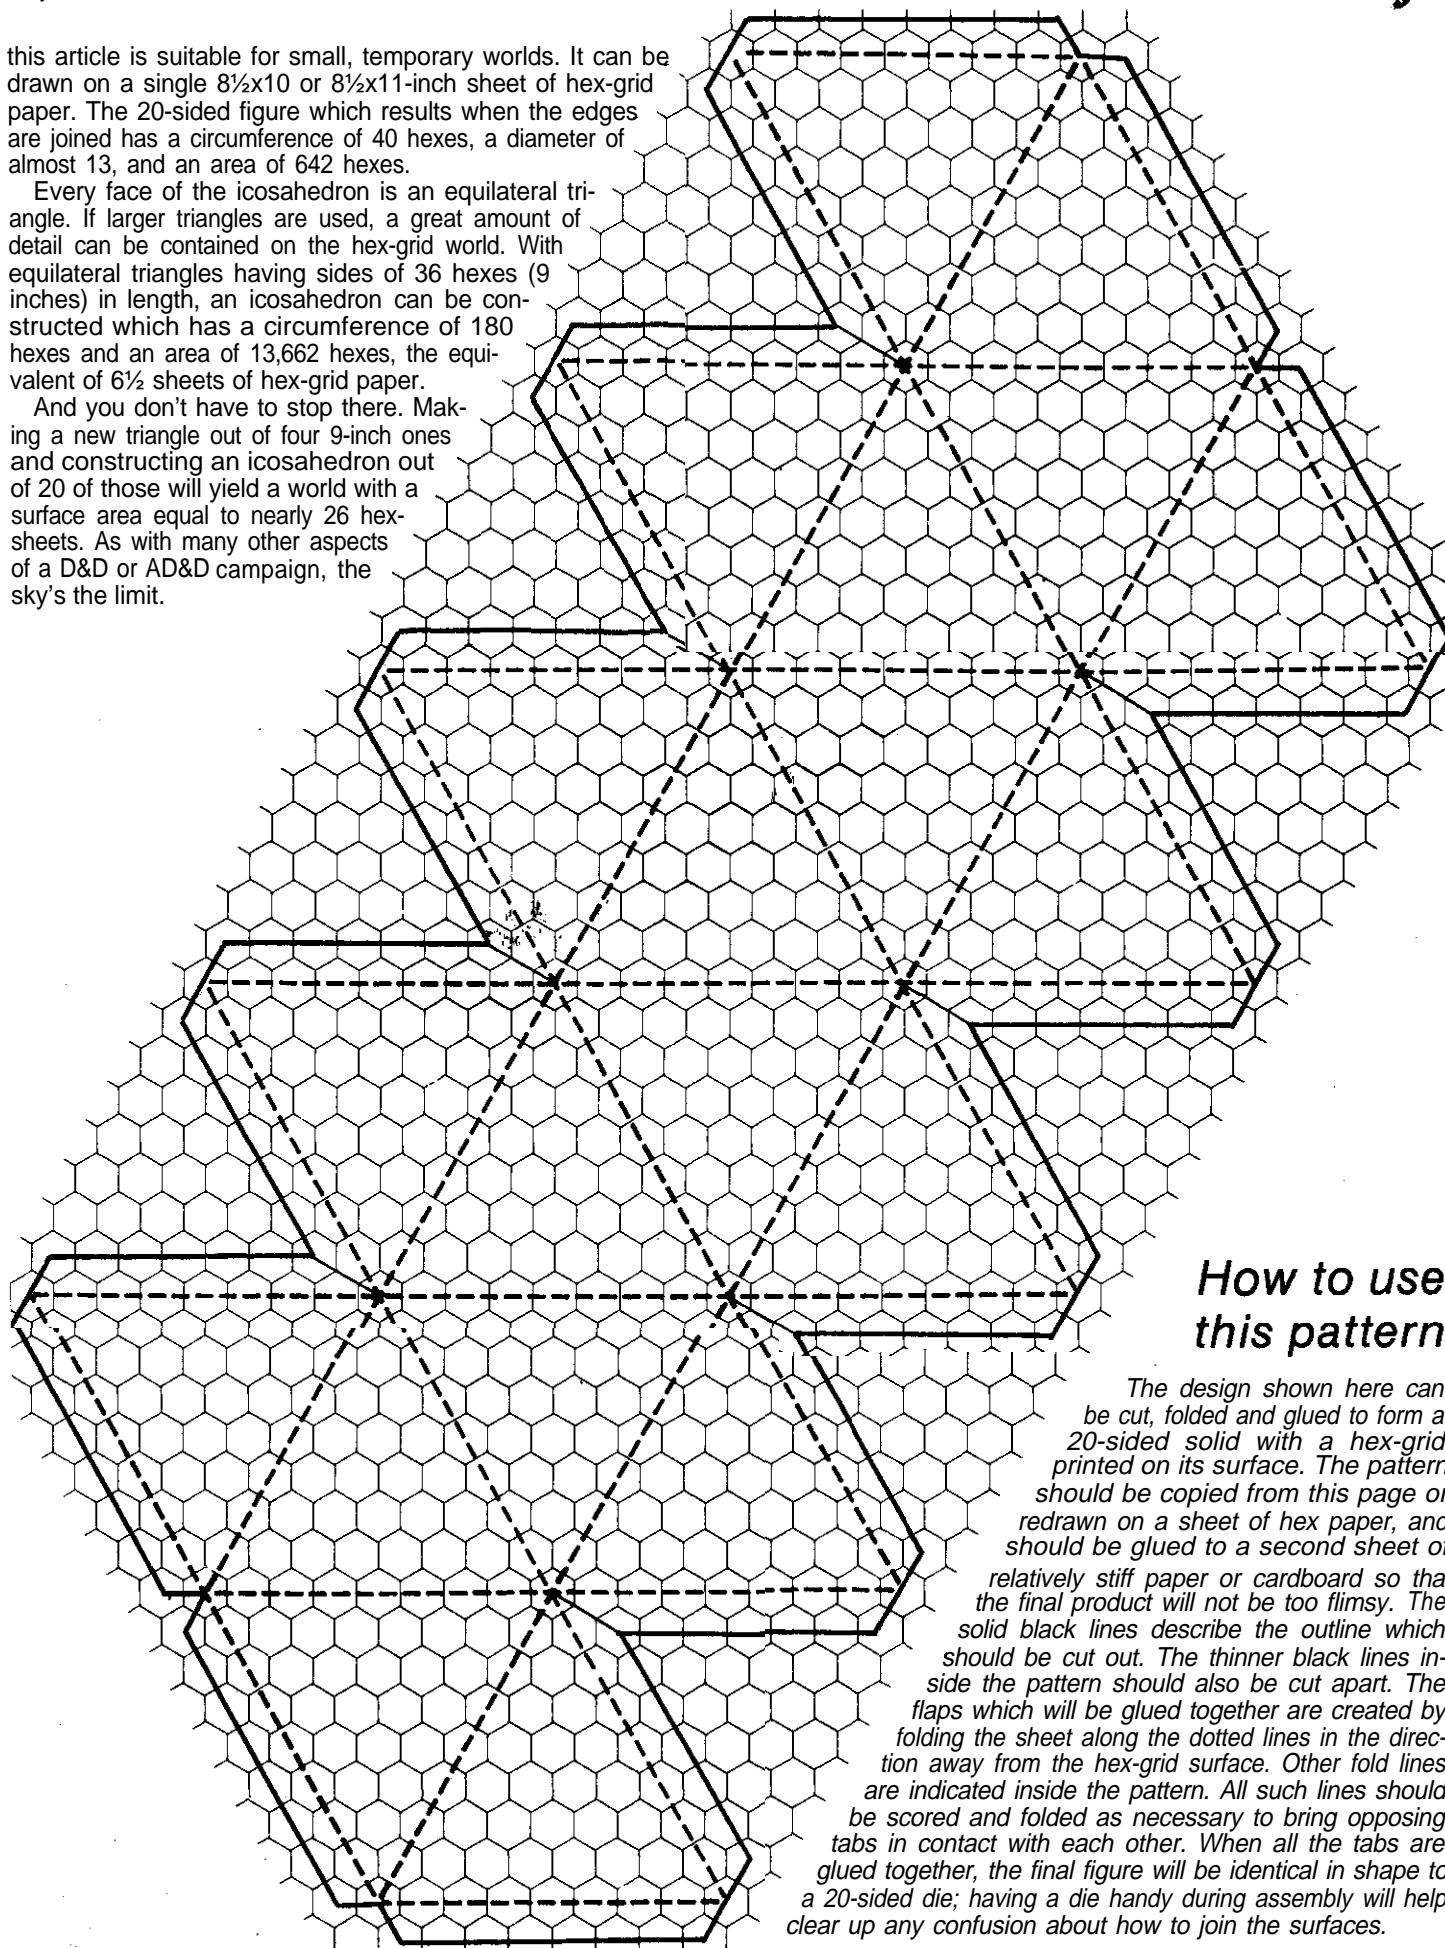 this article is suitable for small, temporary worlds. It can be
drawn on a single 8½x10 or 8½x11-inch sheet of hex-grid
paper. The 20-sided figure which results when the edges
are joined has a circumference of 40 hexes, a diameter of
almost 13, and an area of 642 hexes.
Every face of the icosahedron is an equilateral tri-
angle. If larger triangles are used, a great amount of
detail can be contained on the hex-grid world. With
equilateral triangles having sides of 36 hexes (9
inches) in length, an icosahedron can be con-
structed which has a circumference of 180
hexes and an area of 13,662 hexes, the equi-
valent of 6½ sheets of hex-grid paper.
And you don't have to stop there. Mak-
ing a new triangle out of four 9-inch ones
and constructing an icosahedron out
of 20 of those will yield a world with a
surface area equal to nearly 26 hex-
sheets. As with many other aspects
of a D&D or AD&D campaign, the
sky's the limit.
How to use
this pattern
The design shown here can
be cut, folded and glued to form a
20-sided solid with a hex-grid
printed on its surface. The pattern
should be copied from this page or
redrawn on a sheet of hex paper, and
should be glued to a second sheet of
relatively stiff paper or cardboard so that
the final product will not be too flimsy. The
solid black lines describe the outline which
should be cut out. The thinner black lines in-
side the pattern should also be cut apart. The
flaps which will be glued together are created by
folding the sheet along the dotted lines in the direc-
tion away from the hex-grid surface. Other fold lines
are indicated inside the pattern. All such lines should
be scored and folded as necessary to bring opposing
tabs in contact with each other. When all the tabs are
glued together, the final figure will be identical in shape to
a 20-sided die; having a die handy during assembly will help
clear up any confusion about how to join the surfaces.